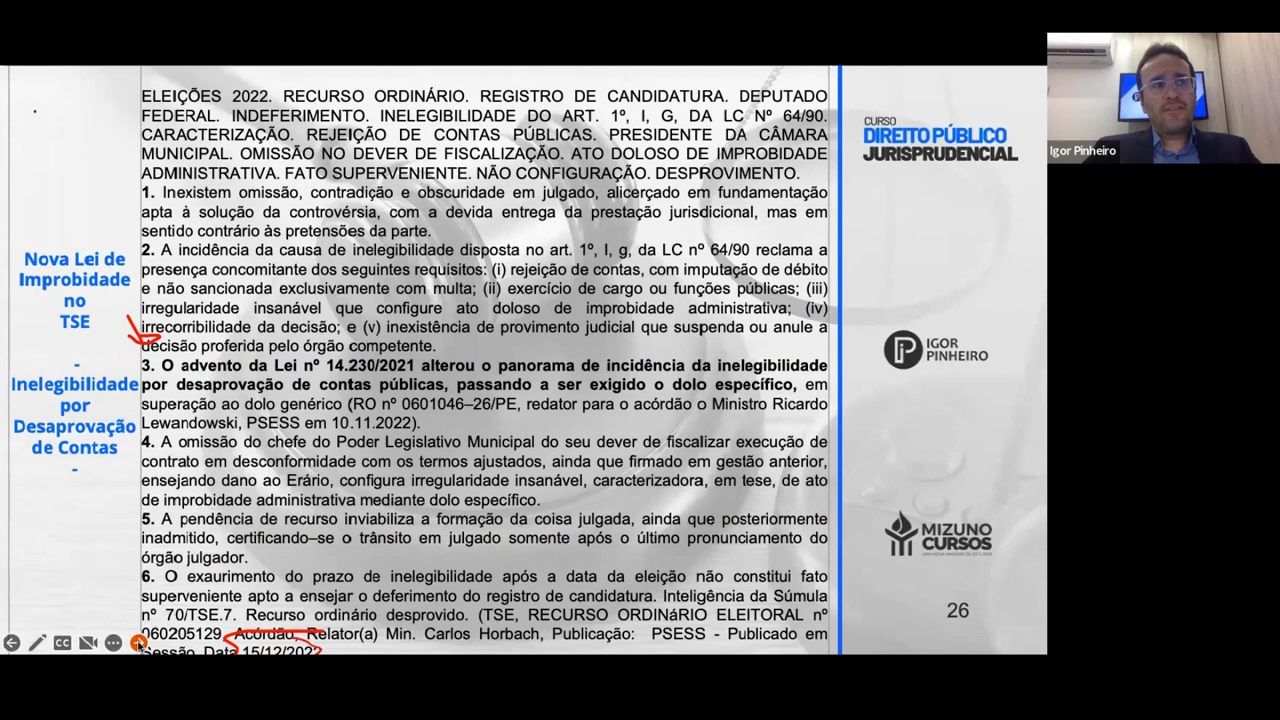 ELEIÇÕES 2022. RECURSO ORDINÁRIO. REGISTRO DE CANDIDATURA. DEPUTADO
FEDERAL. INDEFERIMENTO. INELEGIBILIDADE DO ART. 1º, I, G, DA LC Nº 64/90.
CARACTERIZAÇÃO. REJEIÇÃO DE CONTAS PÚBLICAS. PRESIDENTE DA CÂMARA
MUNICIPAL. OMISSÃO NO DEVER DE FISCALIZAÇÃO. ATO DOLOSO DE IMPROBIDADE
ADMINISTRATIVA. FATO SUPERVENIENTE. NÃO CONFIGURAÇÃO. DESPROVIMENTO.
1. Inexistem omissão, contradição e obscuridade em julgado, alicerçado em fundamentação
apta à solução da controvérsia, com a devida entrega da prestação jurisdicional, mas em
sentido contrário às pretensões da parte.
2. A incidência da causa de inelegibilidade disposta no art. 1º, I, g, da LC nº 64/90 reclama a
presença concomitante dos seguintes requisitos: (i) rejeição de contas, com imputação de débito
e não sancionada exclusivamente com multa; (ii) exercício de cargo ou funções públicas; (iii)
irregularidade insanável que configure ato doloso de improbidade administrativa; (iv)
irrecorribilidade da decisão; e (v) inexistência de provimento judicial que suspenda ou anule a
decisão proferida pelo órgão competente.
3. O advento da Lei nº 14.230/2021 alterou o panorama de incidência da inelegibilidade
por desaprovação de contas públicas, passando a ser exigido o dolo específico, em
superação ao dolo genérico (RO nº 0601046–26/PE, redator para o acórdão o Ministro Ricardo
Lewandowski, PSESS em 10.11.2022).
4. A omissão do chefe do Poder Legislativo Municipal do seu dever de fiscalizar execução de
contrato em desconformidade com os termos ajustados, ainda que firmado em gestão anterior,
ensejando dano ao Erário, configura irregularidade insanável, caracterizadora, em tese, de ato
de improbidade administrativa mediante dolo específico.
5. A pendência de recurso inviabiliza a formação da coisa julgada, ainda que posteriormente
inadmitido, certificando–se o trânsito em julgado somente após o último pronunciamento do
órgão julgador.
6. O exaurimento do prazo de inelegibilidade após a data da eleição não constitui fato
superveniente apto a ensejar o deferimento do registro de candidatura. Inteligência da Súmula
nº 70/TSE.7. Recurso ordinário desprovido. (TSE, RECURSO ORDINáRIO ELEITORAL nº
060205129, Acórdão, Relator(a) Min. Carlos Horbach, Publicação: PSESS - Publicado em
Sessão, Data 15/12/2022
Nova Lei de
Improbidade
no
TSE
-
Inelegibilidade
por
Desaprovação
de Contas
-
CC
CURSO
DIREITO PÚBLICO
JURISPRUDENCIAL
IGOR
PINHEIRO
MIZUNO
CURSOS
26
Igor Pinheiro